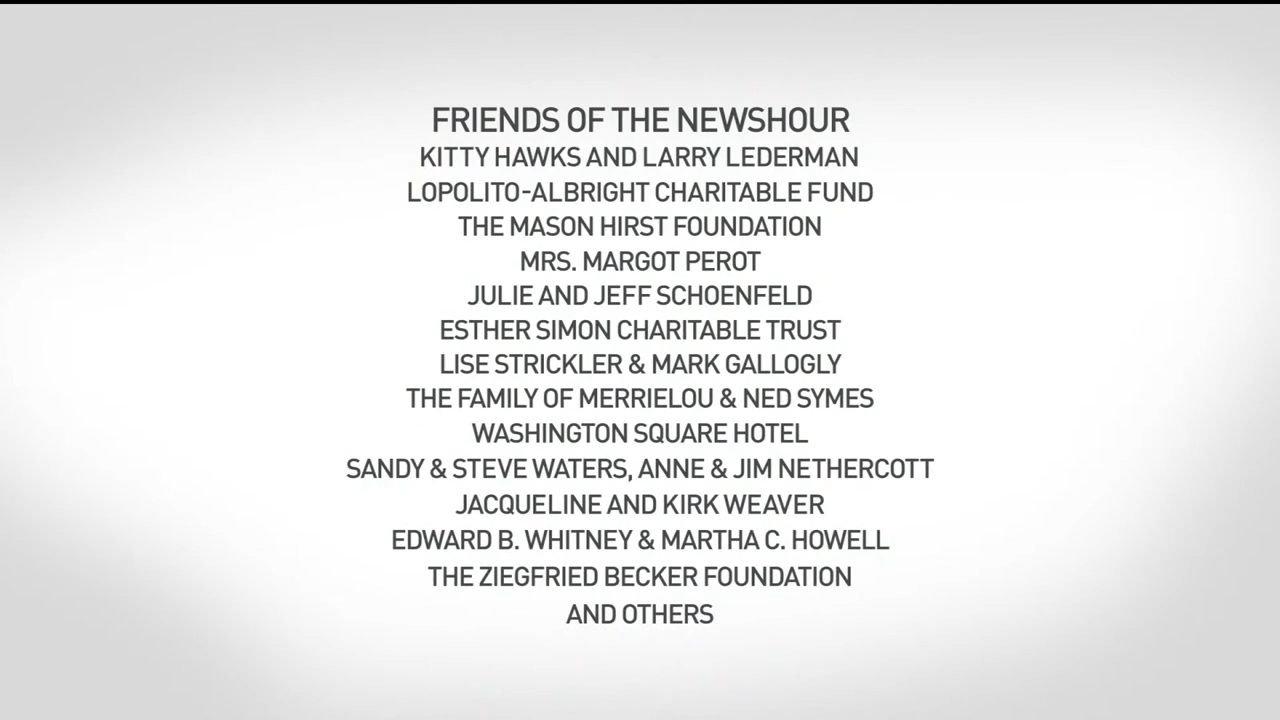 FRIENDS OF THE NEWSHOUR
KITTY HAWKS AND LARRY LEDERMAN
LOPOLITO-ALBRIGHT CHARITABLE FUND
THE MASON HIRST FOUNDATION
MRS. MARGOT PEROT
JULIE AND JEFF SCHOENFELD
ESTHER SIMON CHARITABLE TRUST
LISE STRICKLER & MARK GALLOGLY
THE FAMILY OF MERRIELOU & NED SYMES
WASHINGTON SQUARE HOTEL
SANDY & STEVE WATERS, ANNE & JIM NETHERCOTT
JACQUELINE AND KIRK WEAVER
EDWARD B. WHITNEY & MARTHA C. HOWELL
THE ZIEGFRIED BECKER FOUNDATION
AND OTHERS